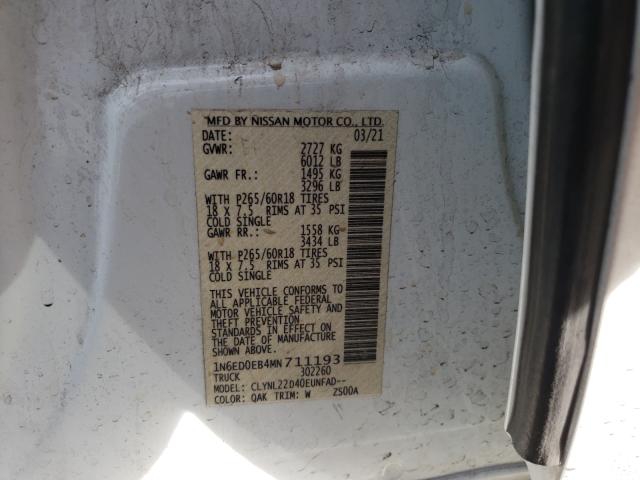 MFD BY NISSAN MOTOR CO., LTD.
DATE: 03/21
GVWR: 2727 KG
6012 LB
GAWR FR.: 1495 KG
3296 LB
WITH P265/60R18 TIRES
18 X 7.5 RIMS AT 35 PSI
COLD SINGLE
GAWR RR.: 1558 KG
3434 LB
WITH P265/60R18 TIRES
18 X 7.5 RIMS AT 35 PSI
COLD SINGLE
THIS VEHICLE CONFORMS TO
ALL APPLICABLE FEDERAL
MOTOR VEHICLE SAFETY AND
THEFT PREVENTION
STANDARDS IN EFFECT ON
THE DATE OF MANUFACTURE
SHOWN ABOVE.
1N6ED0EB4MN711193
TRUCK 302260
MODEL: CLYNL22D40EUNFAD--
COLOR: QAK TRIM: W 2S00A